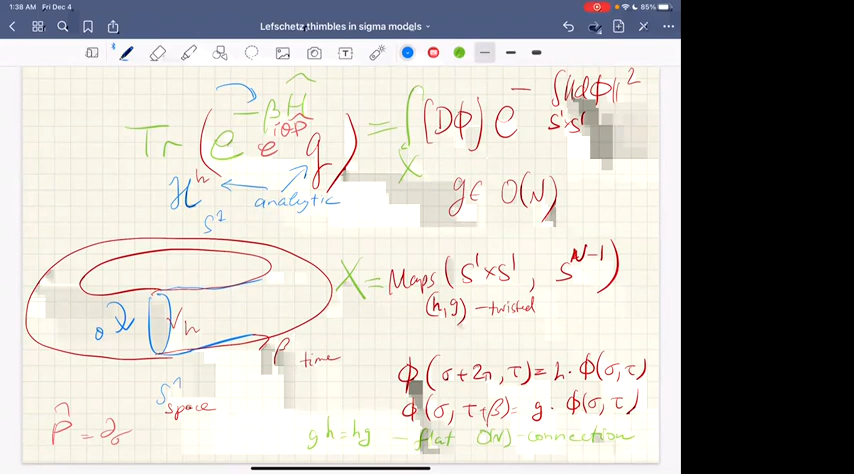 1:38 AM Fri Dec 4
85%
Lefschetz thimbles in sigma models
Tr ( e^{-βĤ} e^{iθP̂} g ) = ∫_X [DΦ] e^{-∫_{S¹×S¹} ||dΦ||²}
H^h_{S¹} ← analytic
g ∈ O(N)
X = Maps ( S¹×S¹, S^{N-1} )
(h, g) – twisted
h
β time
S¹ space
Φ (σ+2π, τ) = h · Φ(σ, τ)
Φ (σ, τ+β) = g · Φ(σ, τ)
P̂ = ∂_σ
gh = hg – flat O(N)-connection